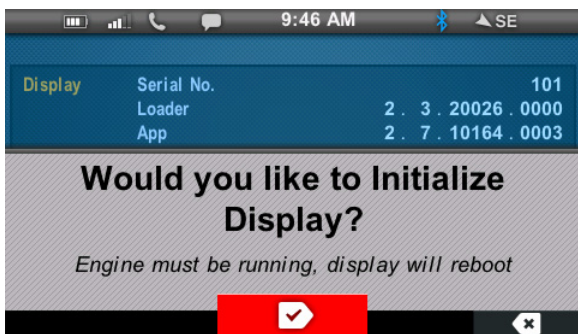 9:46 AM SE
Display Serial No. 101
Loader 2 . 3 . 20026 . 0000
App 2 . 7 . 10164 . 0003
Would you like to Initialize
Display?
Engine must be running, display will reboot